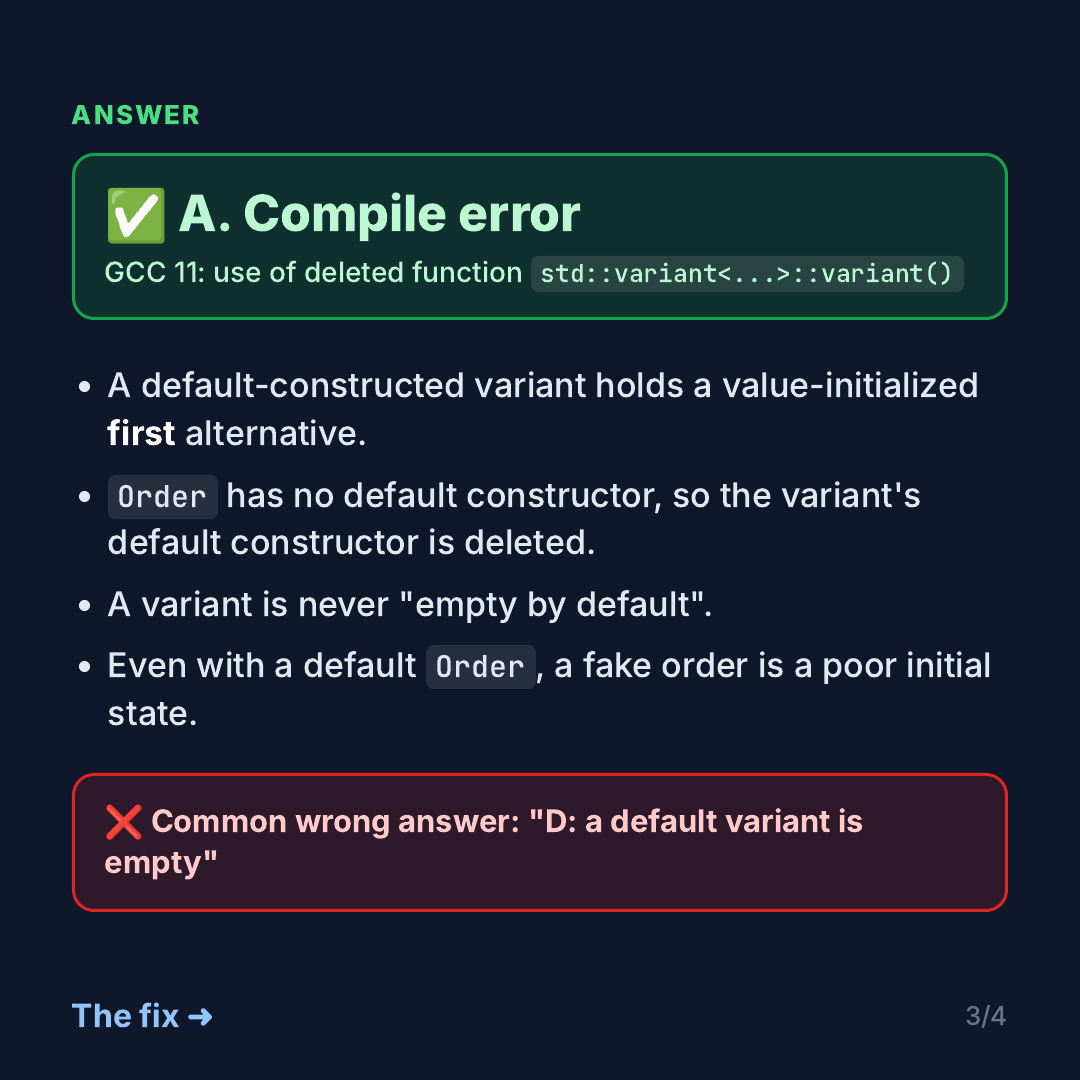 ANSWER
✅ A. Compile error
GCC 11: use of deleted function std::variant<...>::variant()
• A default-constructed variant holds a value-initialized
first alternative.
• Order has no default constructor, so the variant's
default constructor is deleted.
• A variant is never "empty by default".
• Even with a default Order, a fake order is a poor initial
state.
❌ Common wrong answer: "D: a default variant is
empty"
The fix ➜
3/4